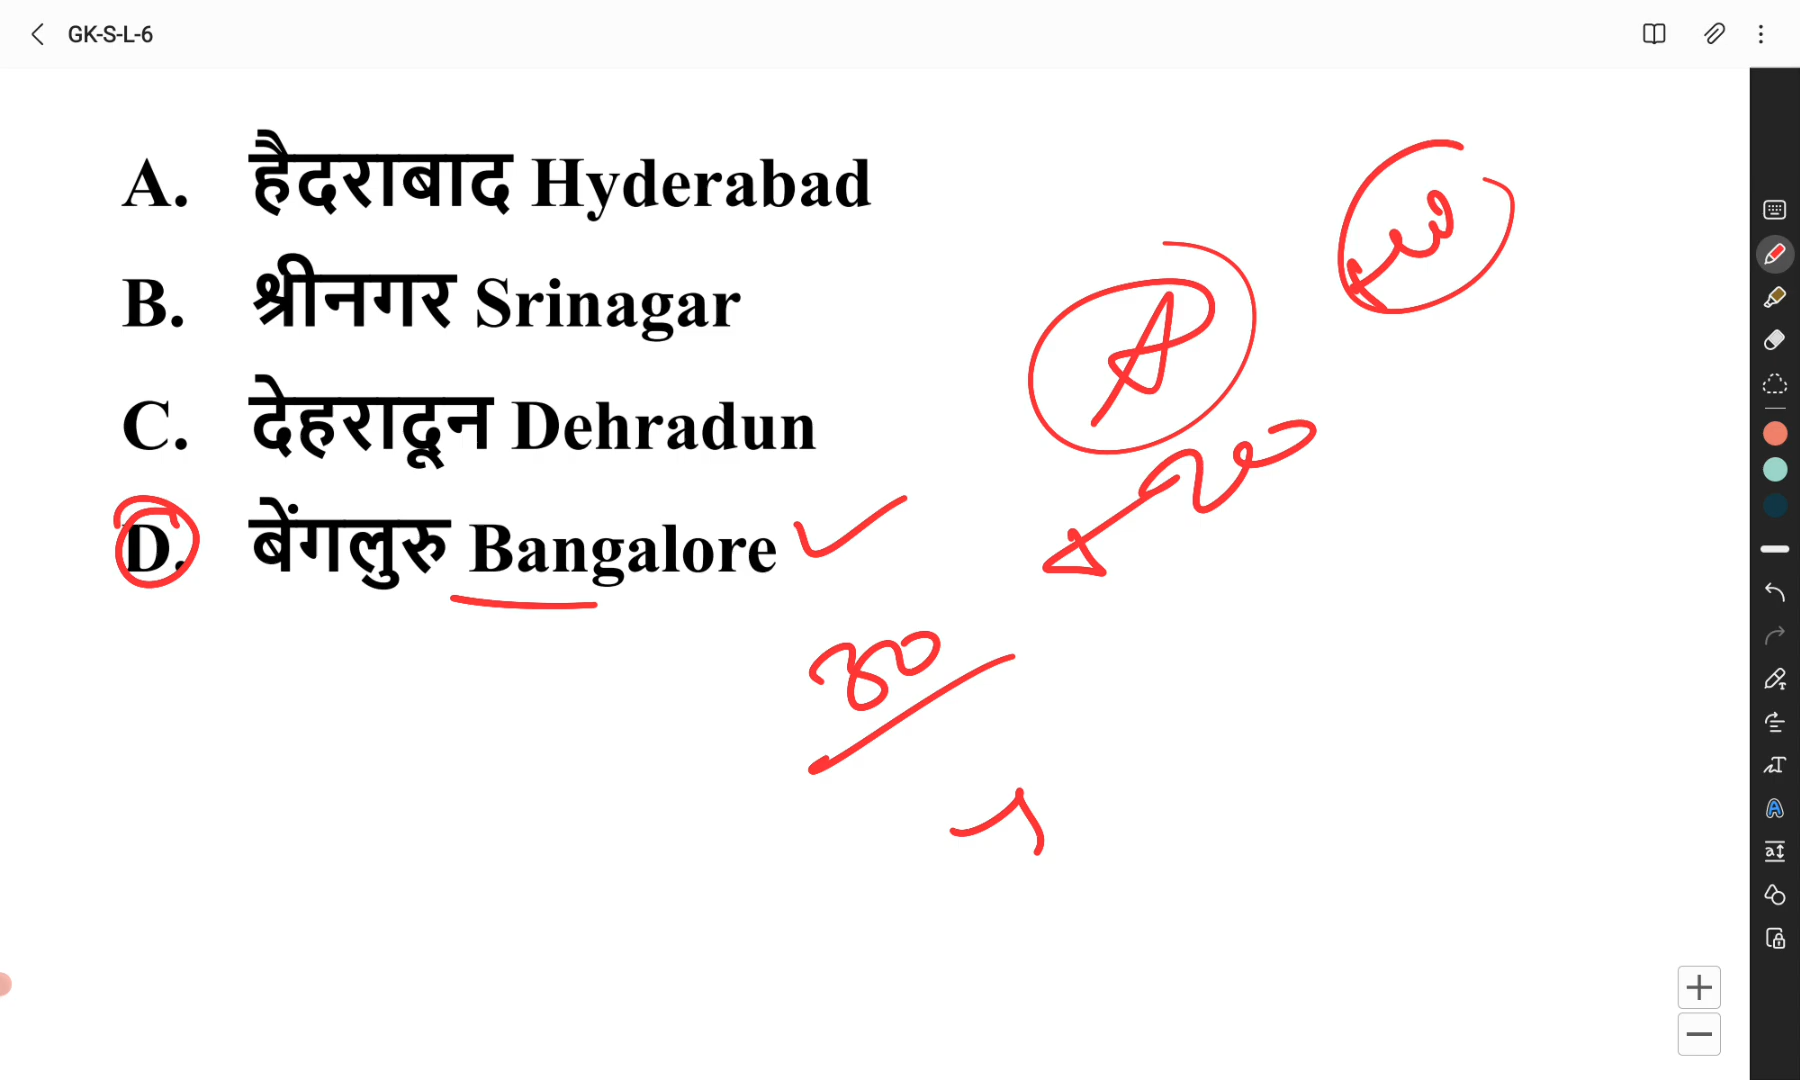 GK-S-L-6
A. हैदराबाद Hyderabad
B. श्रीनगर Srinagar
C. देहरादून Dehradun
D. बेंगलुरु Bangalore